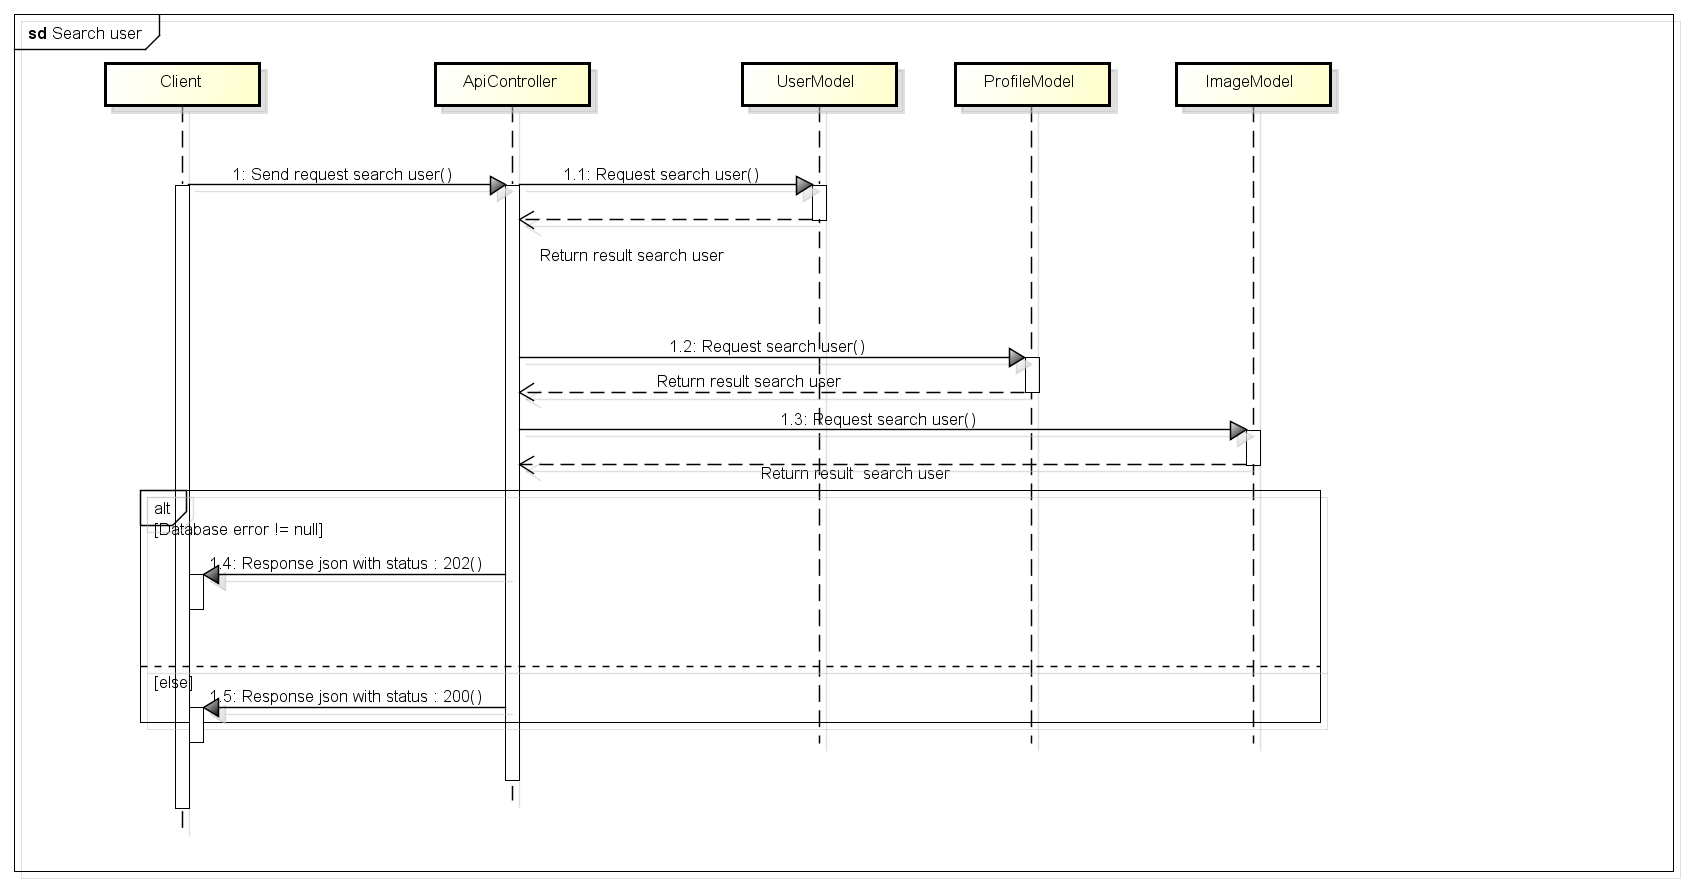 sd Search user
Client
ApiController
UserModel
ProfileModel
ImageModel
1: Send request search user()
1.1: Request search user()
Return result search user
1.2: Request search user()
Return result search user
1.3: Request search user()
Return result  search user
alt
[Database error != null]
1.4: Response json with status : 202()
[else]
1.5: Response json with status : 200()